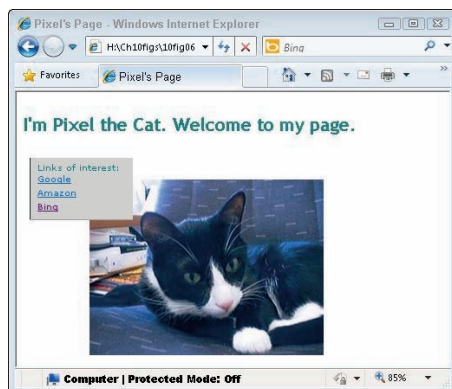 Pixel's Page - Windows Internet Explorer
H:\Ch10figs\10fig06
Bing
Favorites
Pixel's Page
I'm Pixel the Cat. Welcome to my page.
Links of interest:
Google
Amazon
Bing
Computer | Protected Mode: Off
85%